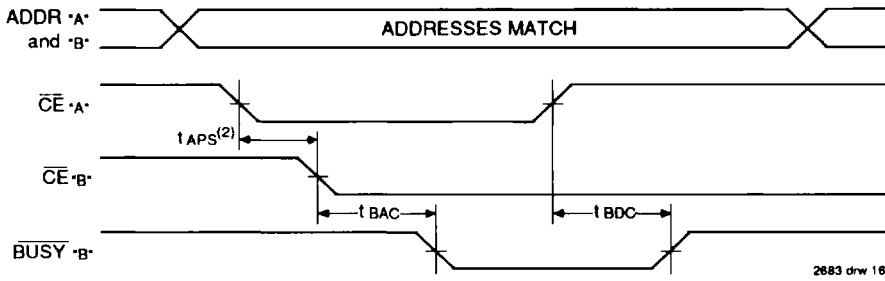 ADDR "A"
and "B"
ADDRESSES MATCH
CE "A"
tAPS(2)
CE "B"
tBAC
tBDC
BUSY "B"
2683 drw 16